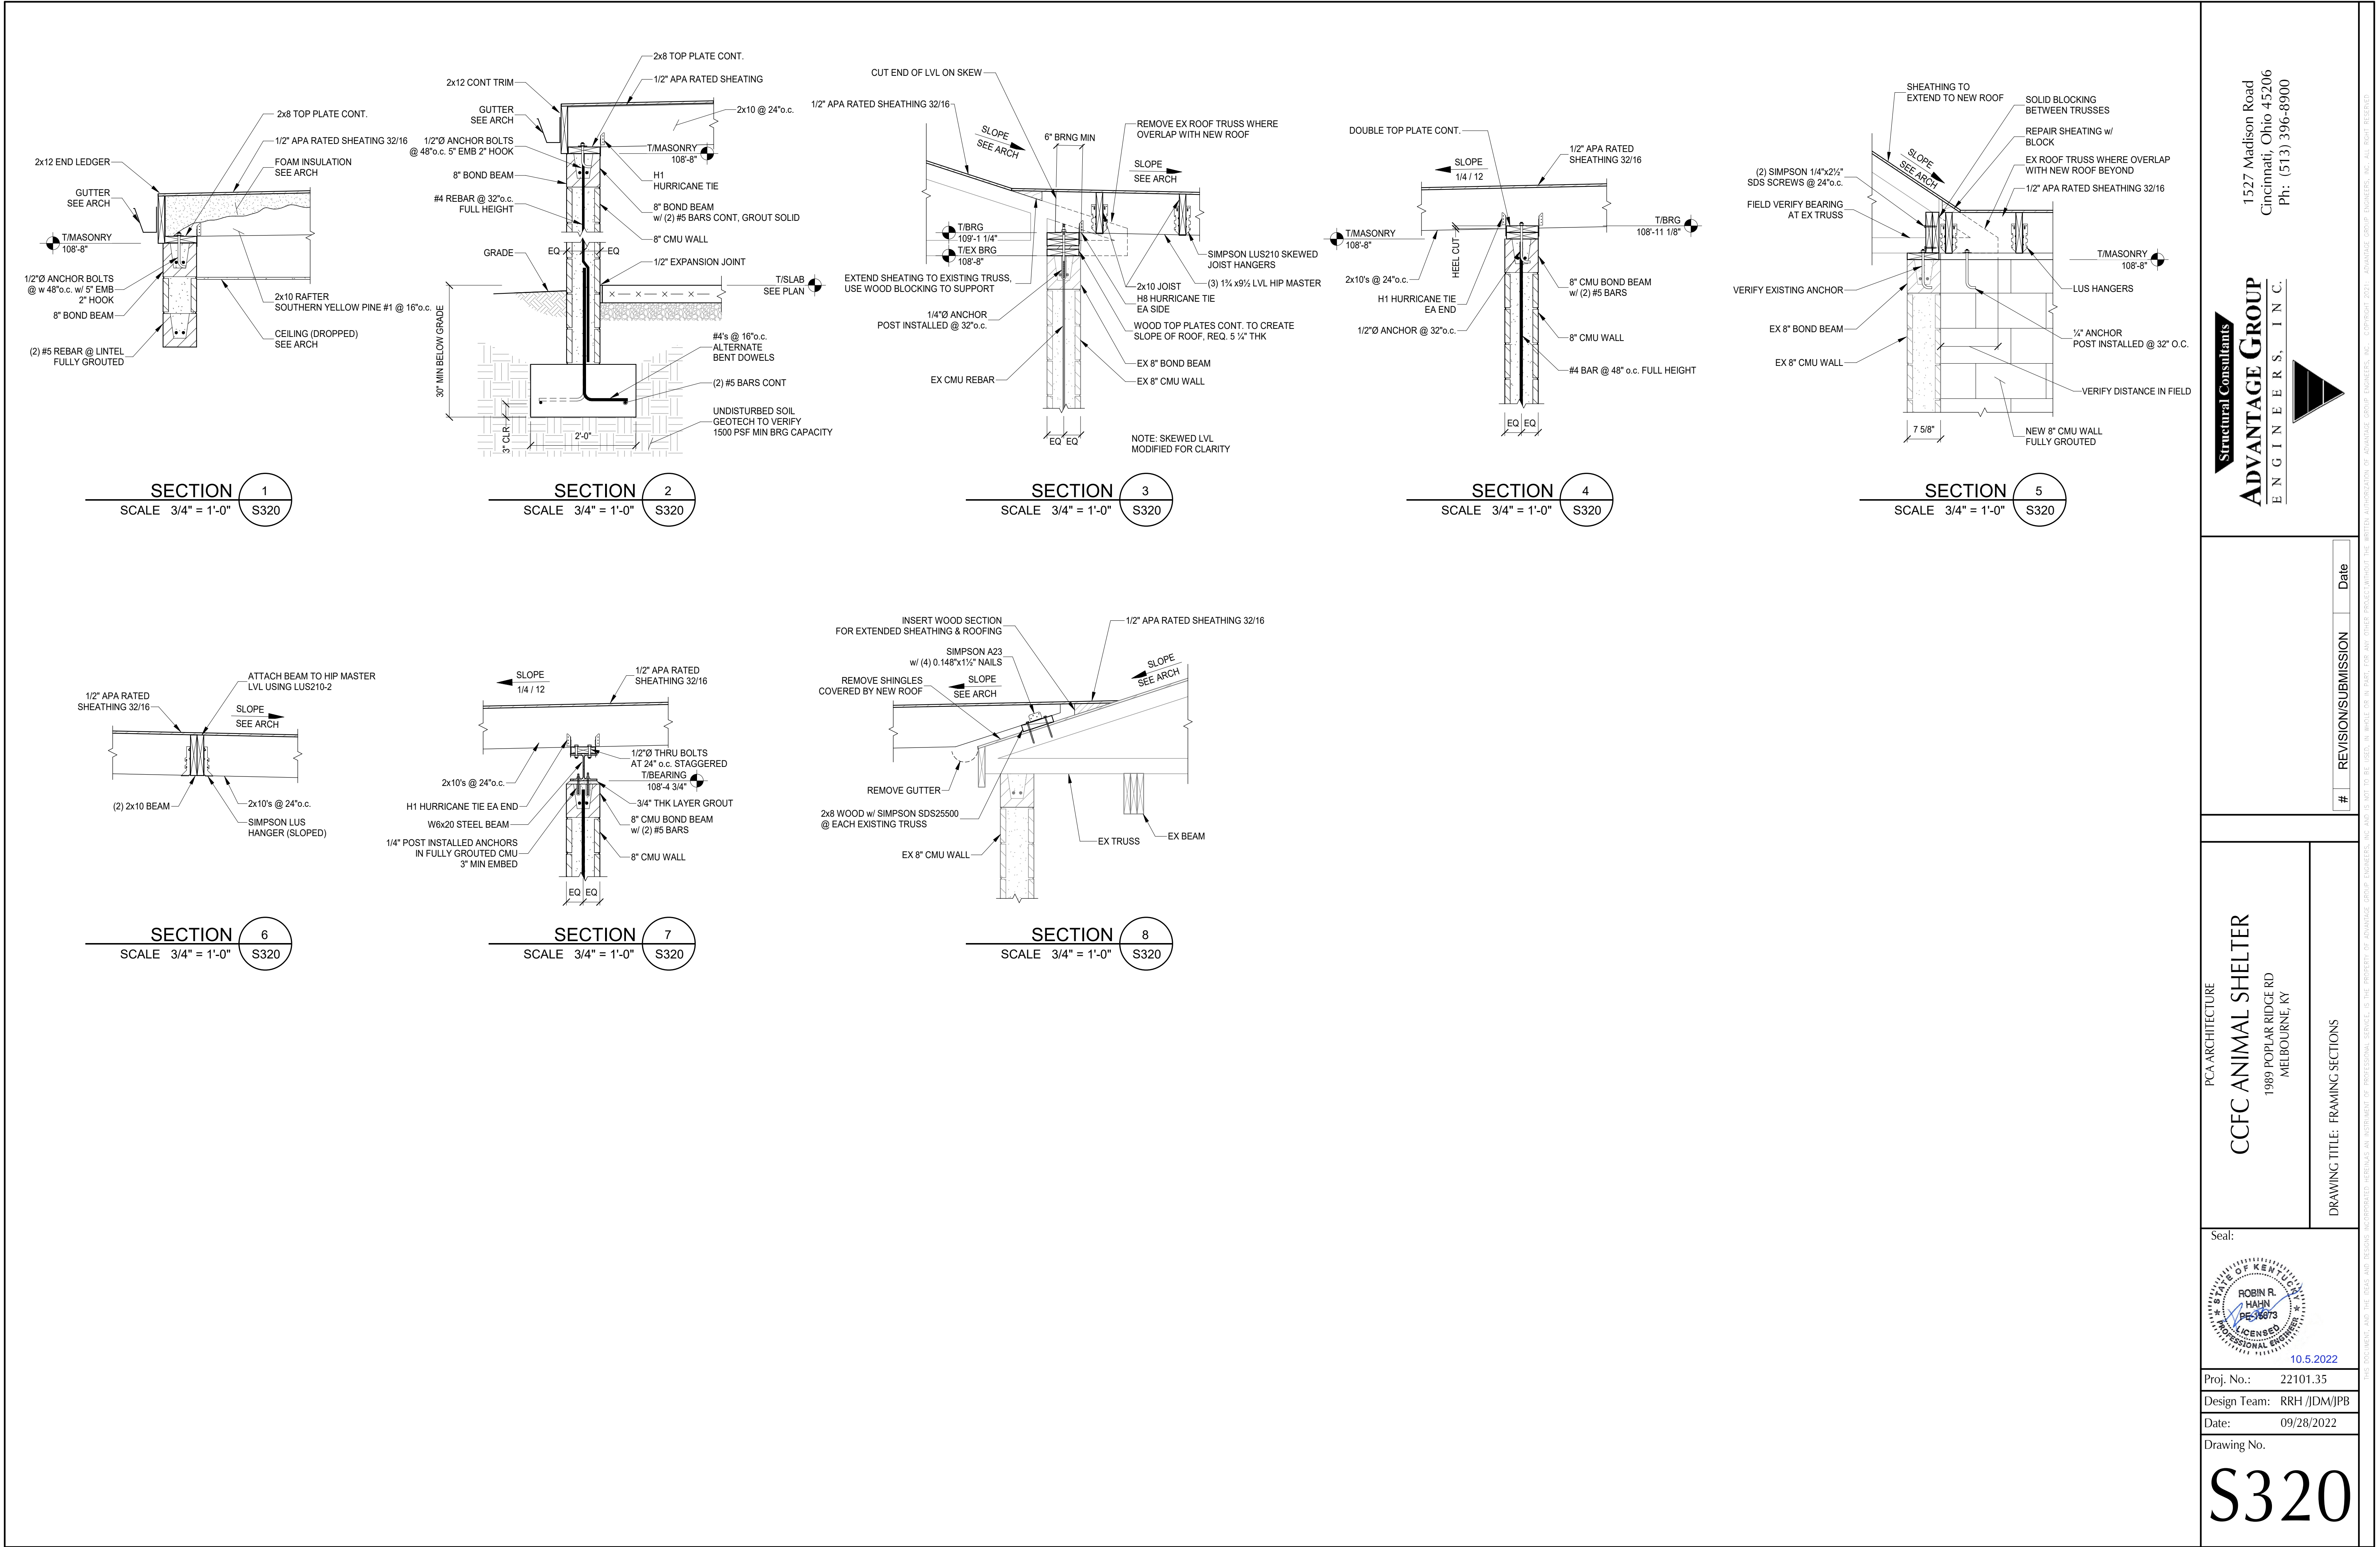 2x8 TOP PLATE CONT.
1/2" APA RATED SHEATING 32/16
2x12 END LEDGER
FOAM INSULATION
SEE ARCH
GUTTER
SEE ARCH
T/MASONRY
108'-8"
1/2"Ø ANCHOR BOLTS
@ w 48"o.c. w/ 5" EMB
2" HOOK
8" BOND BEAM
2x10 RAFTER
SOUTHERN YELLOW PINE #1 @ 16"o.c.
CEILING (DROPPED)
SEE ARCH
(2) #5 REBAR @ LINTEL
FULLY GROUTED
SECTION 1
SCALE 3/4" = 1'-0" S320
2x8 TOP PLATE CONT.
2x12 CONT TRIM
1/2" APA RATED SHEATING
GUTTER
SEE ARCH
2x10 @ 24"o.c.
1/2"Ø ANCHOR BOLTS
@ 48"o.c. 5" EMB 2" HOOK
T/MASONRY
108'-8"
8" BOND BEAM
H1
HURRICANE TIE
#4 REBAR @ 32"o.c.
FULL HEIGHT
8" BOND BEAM
w/ (2) #5 BARS CONT, GROUT SOLID
8" CMU WALL
GRADE
EQ EQ
1/2" EXPANSION JOINT
T/SLAB
SEE PLAN
30" MIN BELOW GRADE
#4's @ 16"o.c.
ALTERNATE
BENT DOWELS
(2) #5 BARS CONT
UNDISTURBED SOIL
GEOTECH TO VERIFY
1500 PSF MIN BRG CAPACITY
3" CLR
2'-0"
SECTION 2
SCALE 3/4" = 1'-0" S320
CUT END OF LVL ON SKEW
1/2" APA RATED SHEATHING 32/16
SLOPE
SEE ARCH
6" BRNG MIN
REMOVE EX ROOF TRUSS WHERE
OVERLAP WITH NEW ROOF
SLOPE
SEE ARCH
T/BRG
109'-1 1/4"
T/EX BRG
108'-8"
SIMPSON LUS210 SKEWED
JOIST HANGERS
EXTEND SHEATING TO EXISTING TRUSS,
USE WOOD BLOCKING TO SUPPORT
(3) 1¾ x9½ LVL HIP MASTER
2x10 JOIST
H8 HURRICANE TIE
EA SIDE
1/4"Ø ANCHOR
POST INSTALLED @ 32"o.c.
WOOD TOP PLATES CONT. TO CREATE
SLOPE OF ROOF, REQ. 5 ¼" THK
EX 8" BOND BEAM
EX CMU REBAR
EX 8" CMU WALL
EQ EQ
NOTE: SKEWED LVL
MODIFIED FOR CLARITY
SECTION 3
SCALE 3/4" = 1'-0" S320
DOUBLE TOP PLATE CONT.
1/2" APA RATED
SHEATHING 32/16
SLOPE
1/4 / 12
T/BRG
108'-11 1/8"
T/MASONRY
108'-8"
HEEL CUT
2x10's @ 24"o.c.
8" CMU BOND BEAM
w/ (2) #5 BARS
H1 HURRICANE TIE
EA END
1/2"Ø ANCHOR @ 32"o.c.
8" CMU WALL
#4 BAR @ 48" o.c. FULL HEIGHT
EQ EQ
SECTION 4
SCALE 3/4" = 1'-0" S320
SHEATHING TO
EXTEND TO NEW ROOF
SOLID BLOCKING
BETWEEN TRUSSES
REPAIR SHEATING w/
BLOCK
SLOPE
SEE ARCH
EX ROOF TRUSS WHERE OVERLAP
WITH NEW ROOF BEYOND
(2) SIMPSON 1/4"x2½"
SDS SCREWS @ 24"o.c.
1/2" APA RATED SHEATHING 32/16
FIELD VERIFY BEARING
AT EX TRUSS
T/MASONRY
108'-8"
VERIFY EXISTING ANCHOR
LUS HANGERS
EX 8" BOND BEAM
¼" ANCHOR
POST INSTALLED @ 32" O.C.
EX 8" CMU WALL
VERIFY DISTANCE IN FIELD
7 5/8"
NEW 8" CMU WALL
FULLY GROUTED
SECTION 5
SCALE 3/4" = 1'-0" S320
ATTACH BEAM TO HIP MASTER
LVL USING LUS210-2
1/2" APA RATED
SHEATHING 32/16
SLOPE
SEE ARCH
(2) 2x10 BEAM
2x10's @ 24"o.c.
SIMPSON LUS
HANGER (SLOPED)
SECTION 6
SCALE 3/4" = 1'-0" S320
SLOPE
1/4 / 12
1/2" APA RATED
SHEATHING 32/16
1/2"Ø THRU BOLTS
AT 24" o.c. STAGGERED
T/BEARING
108'-4 3/4"
2x10's @ 24"o.c.
H1 HURRICANE TIE EA END
3/4" THK LAYER GROUT
W6x20 STEEL BEAM
8" CMU BOND BEAM
w/ (2) #5 BARS
1/4" POST INSTALLED ANCHORS
IN FULLY GROUTED CMU
3" MIN EMBED
8" CMU WALL
EQ EQ
SECTION 7
SCALE 3/4" = 1'-0" S320
INSERT WOOD SECTION
FOR EXTENDED SHEATHING & ROOFING
1/2" APA RATED SHEATHING 32/16
SIMPSON A23
w/ (4) 0.148"x1½" NAILS
SLOPE
SEE ARCH
REMOVE SHINGLES
COVERED BY NEW ROOF
SLOPE
SEE ARCH
REMOVE GUTTER
2x8 WOOD w/ SIMPSON SDS25500
@ EACH EXISTING TRUSS
EX BEAM
EX TRUSS
EX 8" CMU WALL
SECTION 8
SCALE 3/4" = 1'-0" S320
1527 Madison Road
Cincinnati, Ohio 45206
Ph: (513) 396-8900
Structural Consultants
ADVANTAGE GROUP
ENGINEERS, INC.
# REVISION/SUBMISSION Date
PCA ARCHITECTURE
CCFC ANIMAL SHELTER
1989 POPLAR RIDGE RD
MELBOURNE, KY
DRAWING TITLE: FRAMING SECTIONS
Seal:
STATE OF KENTUCKY
ROBIN R.
HAHN
LICENSED
PROFESSIONAL ENGINEER
10.5.2022
Proj. No.: 22101.35
Design Team: RRH /JDM/JPB
Date: 09/28/2022
Drawing No.
S320